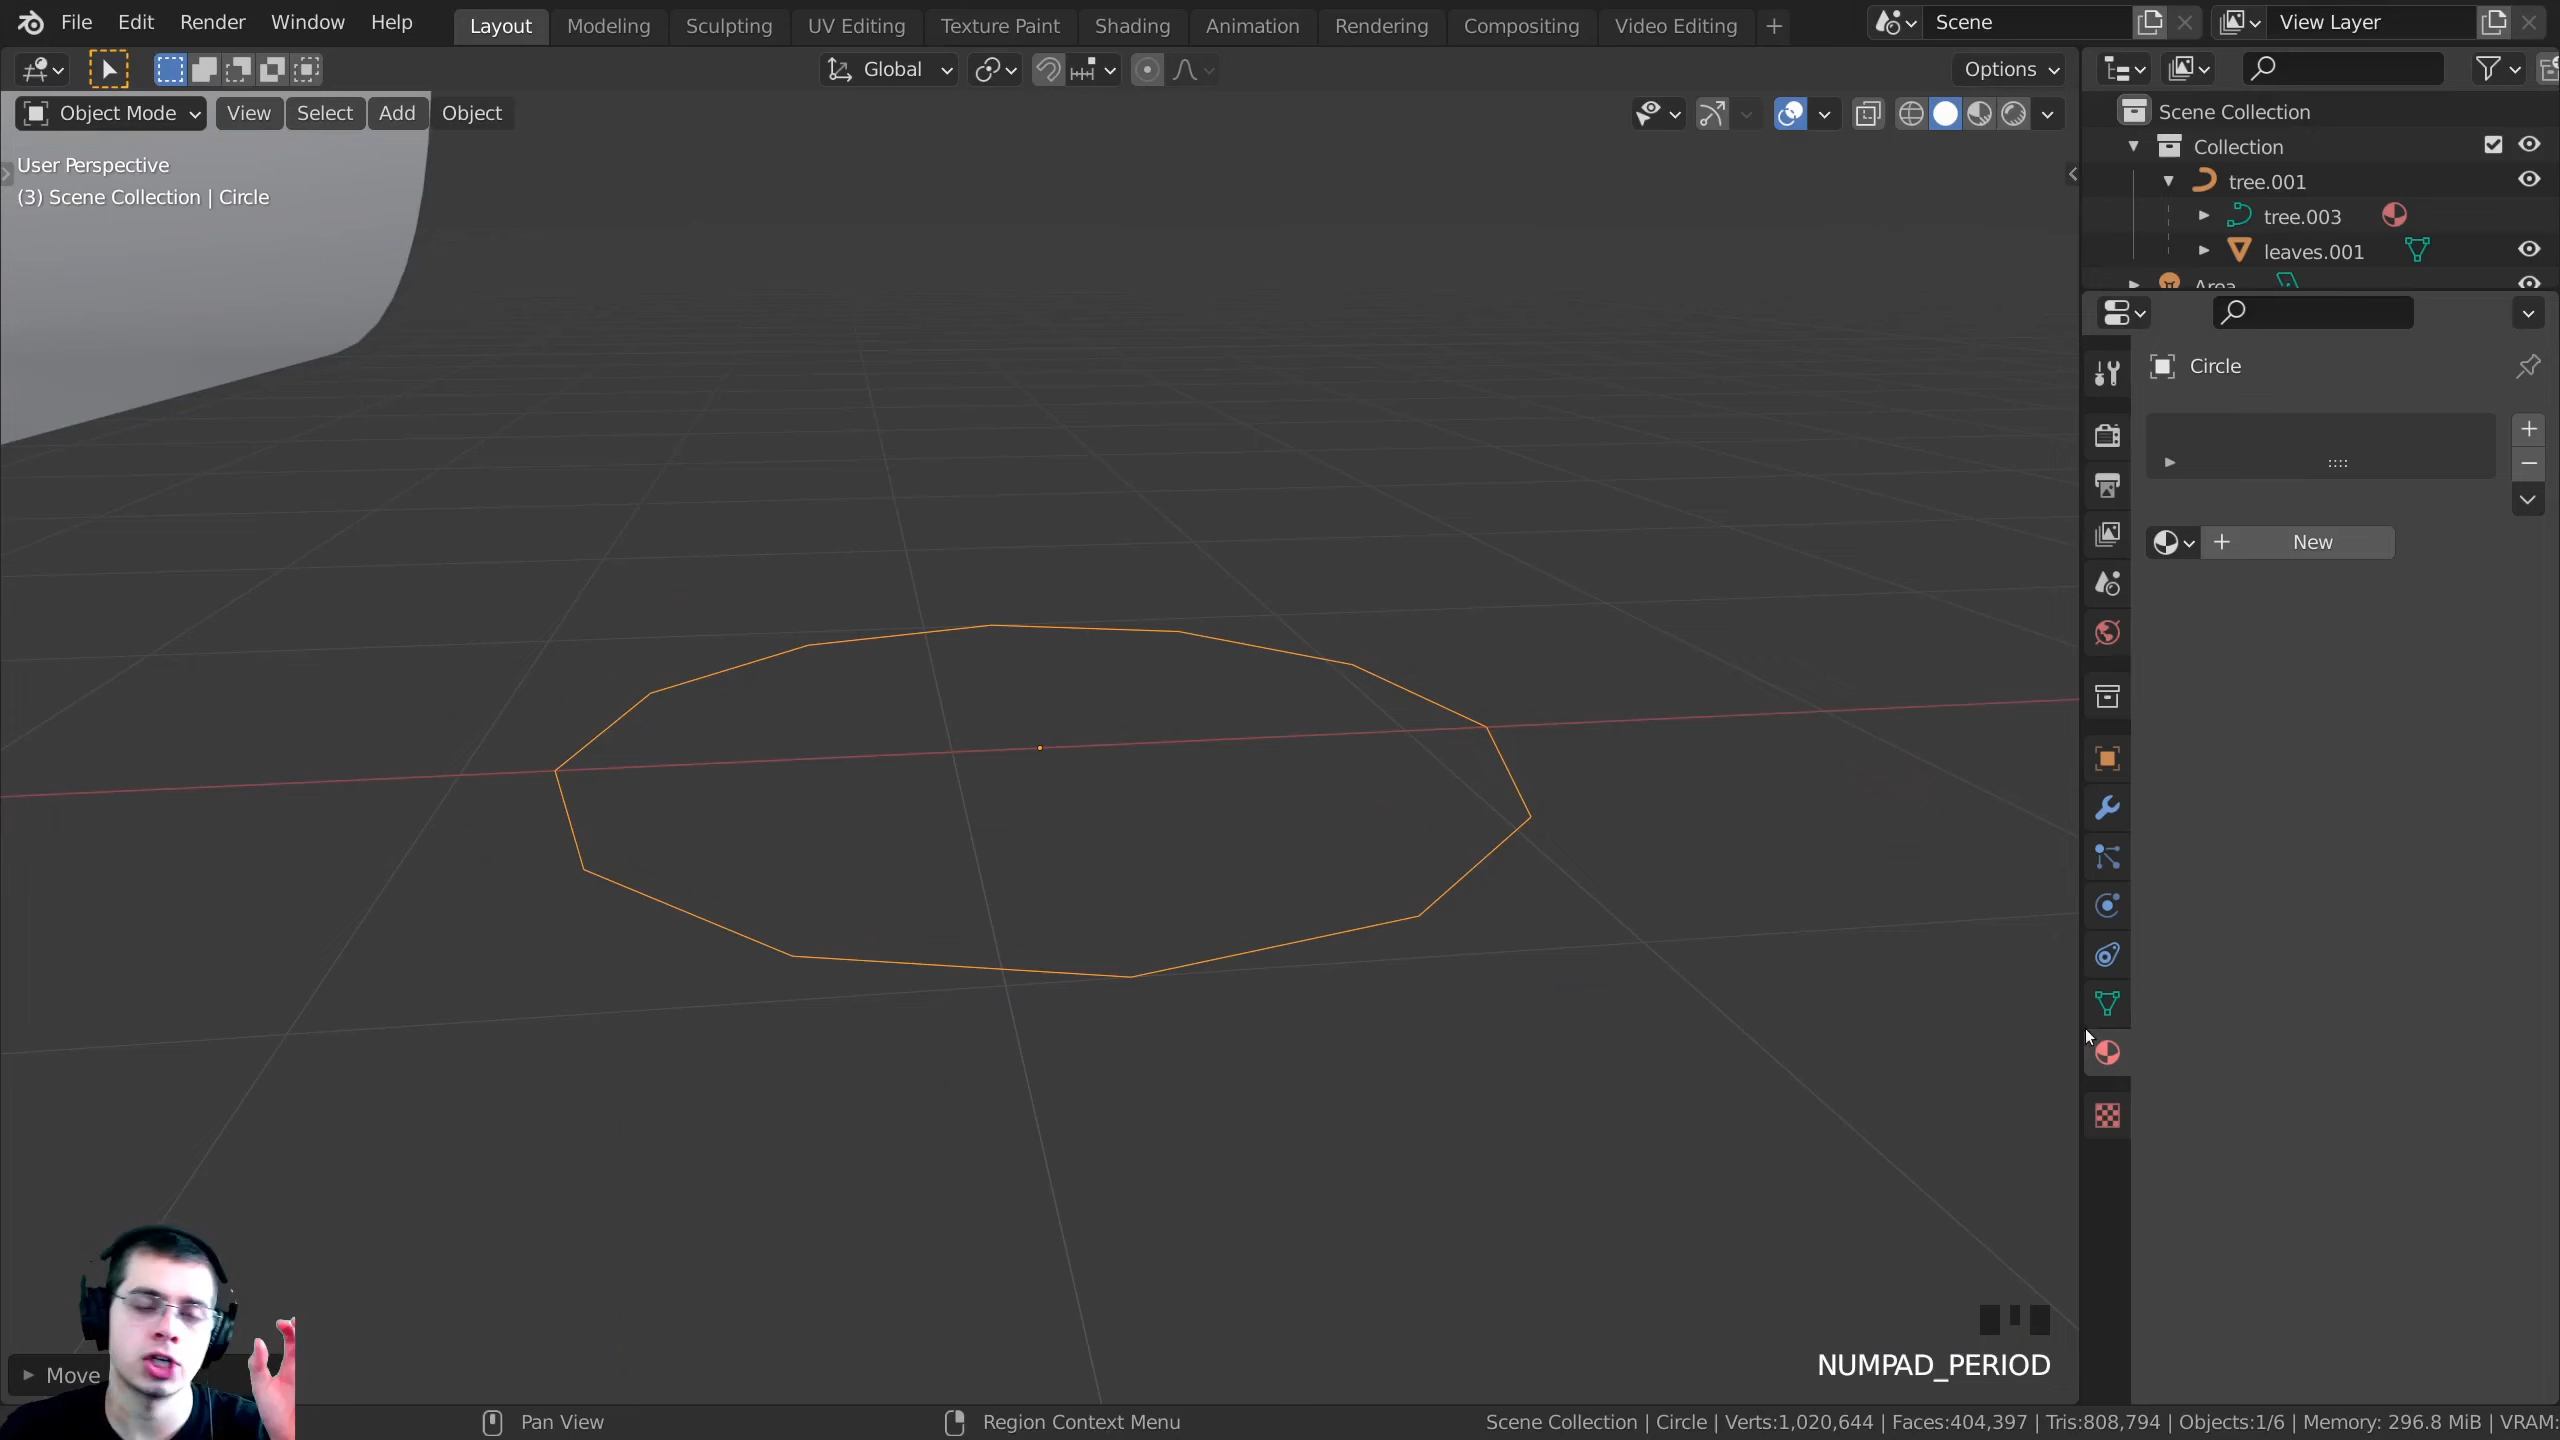 File Edit Render Window Help Layout Modeling Sculpting UV Editing Texture Paint Shading Animation Rendering Compositing Video Editing + Scene View Layer
Global Options
Object Mode View Select Add Object
User Perspective
(3) Scene Collection | Circle
Scene Collection
Collection
tree.001
tree.003
leaves.001
Area
Circle
New
Move
NUMPAD_PERIOD
Pan View Region Context Menu Scene Collection | Circle | Verts:1,020,644 | Faces:404,397 | Tris:808,794 | Objects:1/6 | Memory: 296.8 MiB | VRAM: